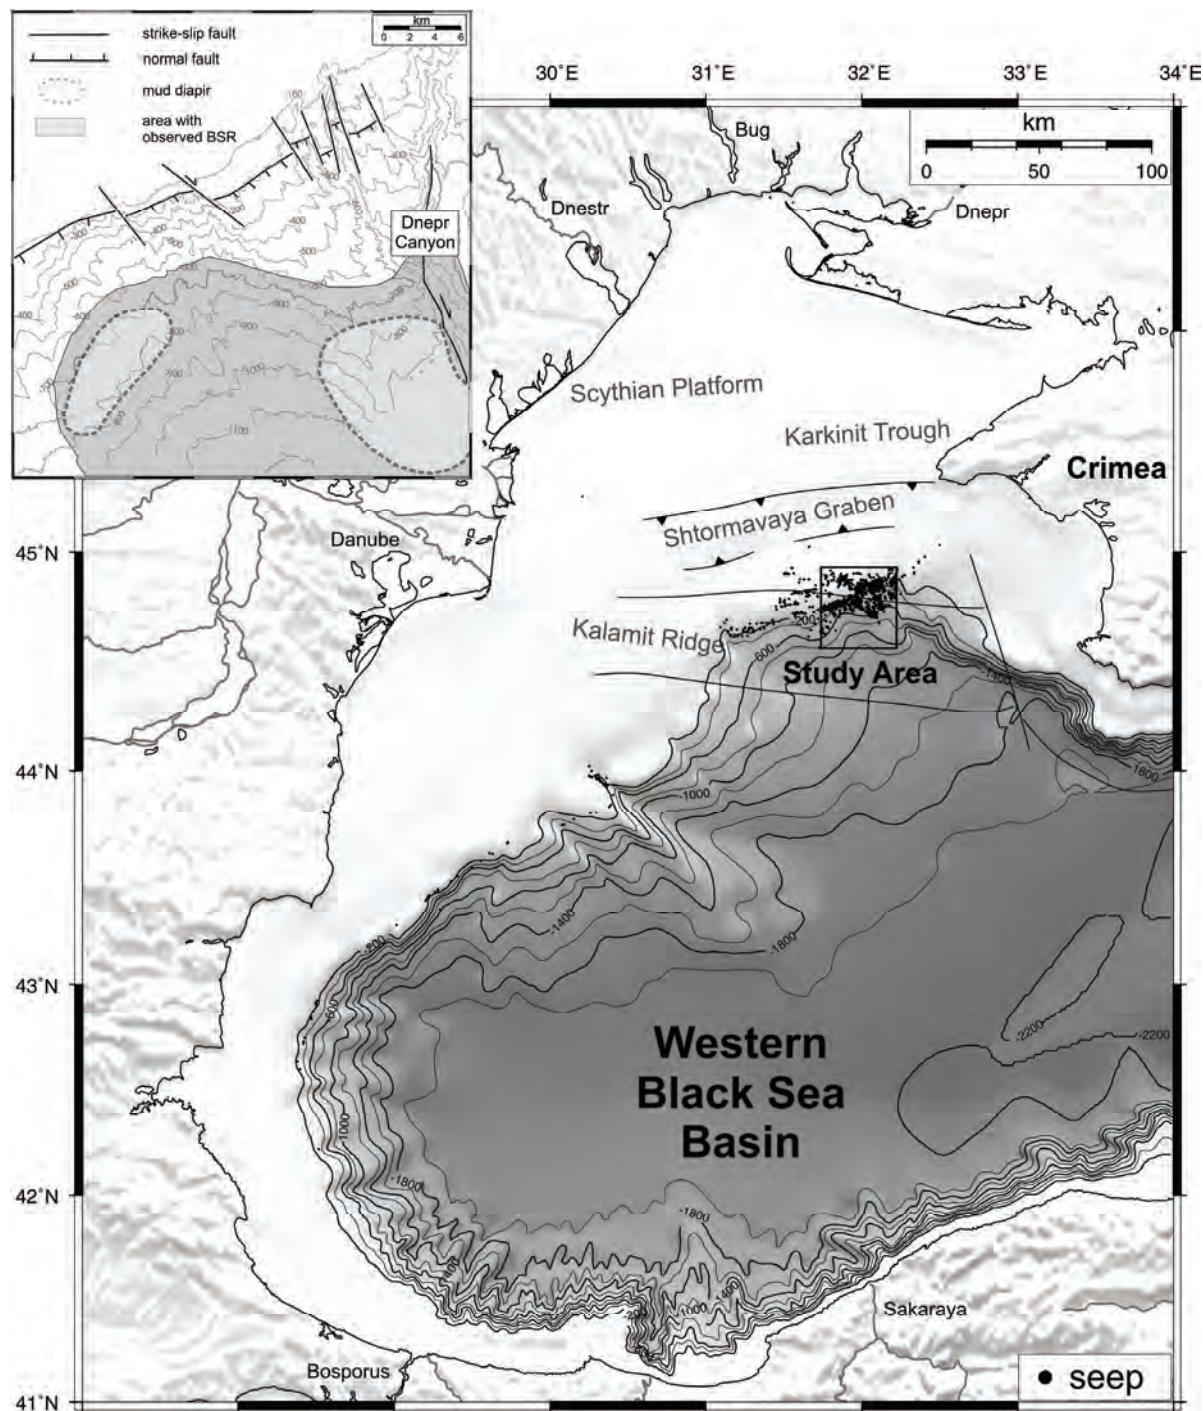 strike-slip fault
normal fault
mud diapir
area with
observed BSR
km
0 2 4 6
Dnepr
Canyon
30°E
31°E
32°E
33°E
34°E
km
0 50 100
Bug
Dnestr
Dnepr
Scythian Platform
Karkinit Trough
Crimea
Shtormavaya Graben
45°N
Danube
-200
Kalamit Ridge
-600
Study Area
-1400
44°N
-1800
-1000
-1400
-200
-1800
43°N
-600
-2200
-2200
Western
Black Sea
Basin
-1000
42°N
-1800
-1800
-1400
-1400
-200
-1000
Sakaraya
Bosporus
seep
41°N